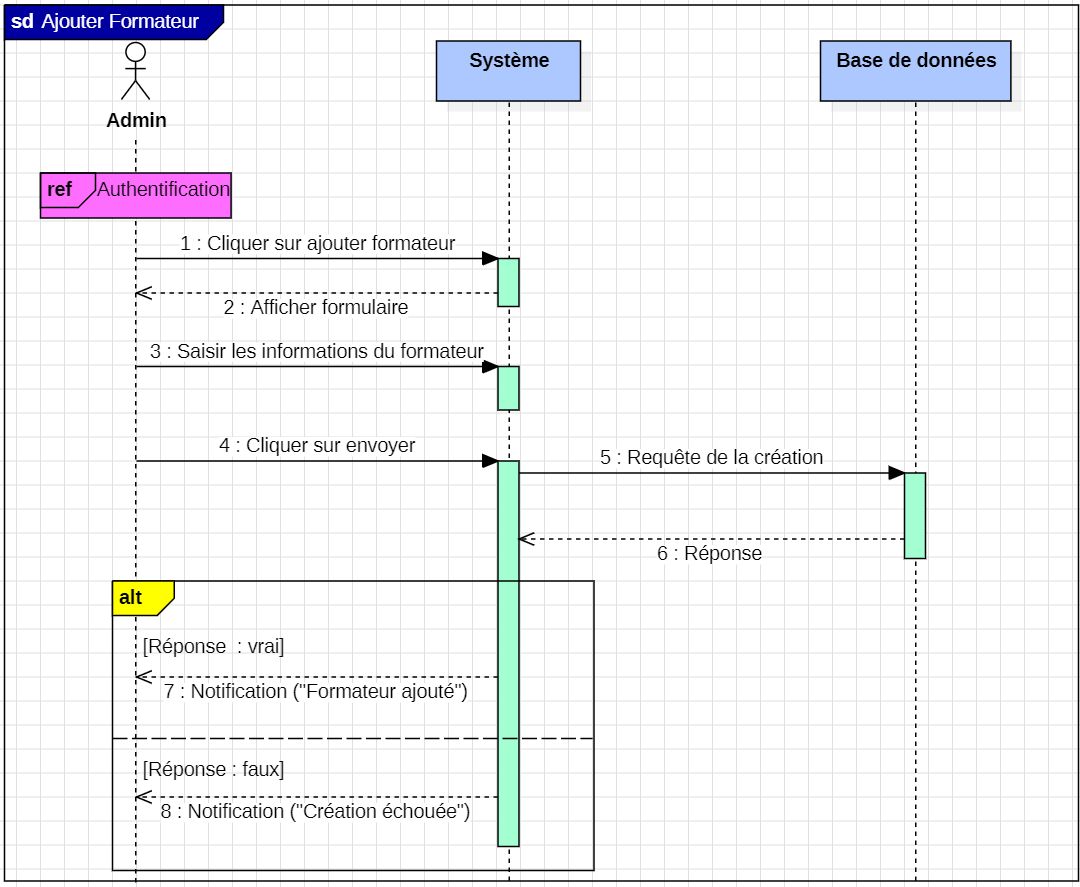 sd Ajouter Formateur
Système
Base de données
Admin
ref Authentification
1 : Cliquer sur ajouter formateur
2 : Afficher formulaire
3 : Saisir les informations du formateur
4 : Cliquer sur envoyer
5 : Requête de la création
6 : Réponse
alt
[Réponse  : vrai]
7 : Notification ("Formateur ajouté")
[Réponse : faux]
8 : Notification ("Création échouée")